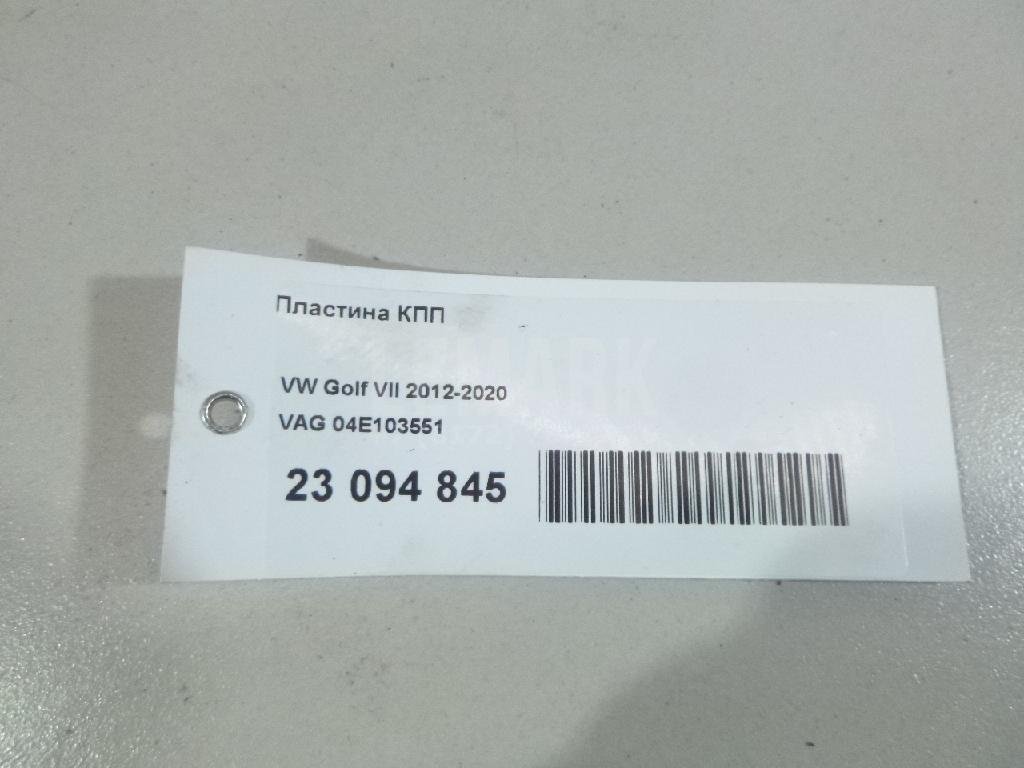 Пластина КПП
VW Golf VII 2012-2020
VAG 04E103551
23 094 845